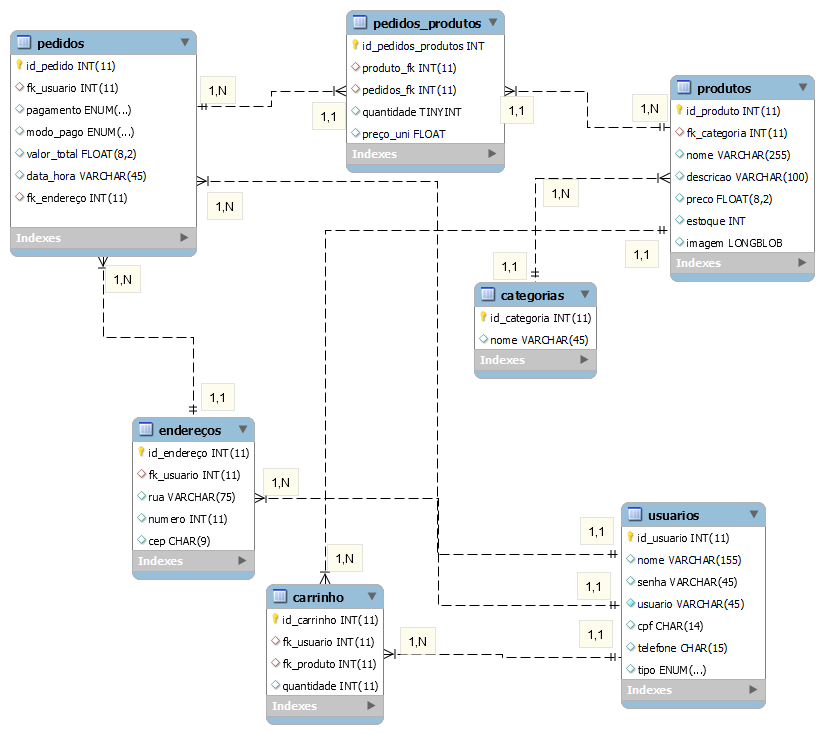 pedidos
id_pedido INT(11)
fk_usuario INT(11)
pagamento ENUM(...)
modo_pago ENUM(...)
valor_total FLOAT(8,2)
data_hora VARCHAR(45)
fk_endereço INT(11)
Indexes
1,N
1,1
pedidos_produtos
id_pedidos_produtos INT
produto_fk INT(11)
pedidos_fk INT(11)
quantidade TINYINT
preço_uni FLOAT
Indexes
1,1
1,N
produtos
id_produto INT(11)
fk_categoria INT(11)
nome VARCHAR(255)
descricao VARCHAR(100)
preco FLOAT(8,2)
estoque INT
imagem LONGBLOB
Indexes
1,N
1,N
1,1
1,1
categorias
id_categoria INT(11)
nome VARCHAR(45)
Indexes
1,N
1,1
endereços
id_endereço INT(11)
fk_usuario INT(11)
rua VARCHAR(75)
numero INT(11)
cep CHAR(9)
Indexes
1,N
1,N
carrinho
id_carrinho INT(11)
fk_usuario INT(11)
fk_produto INT(11)
quantidade INT(11)
Indexes
1,N
1,1
1,1
1,1
usuarios
id_usuario INT(11)
nome VARCHAR(155)
senha VARCHAR(45)
usuario VARCHAR(45)
cpf CHAR(14)
telefone CHAR(15)
tipo ENUM(...)
Indexes